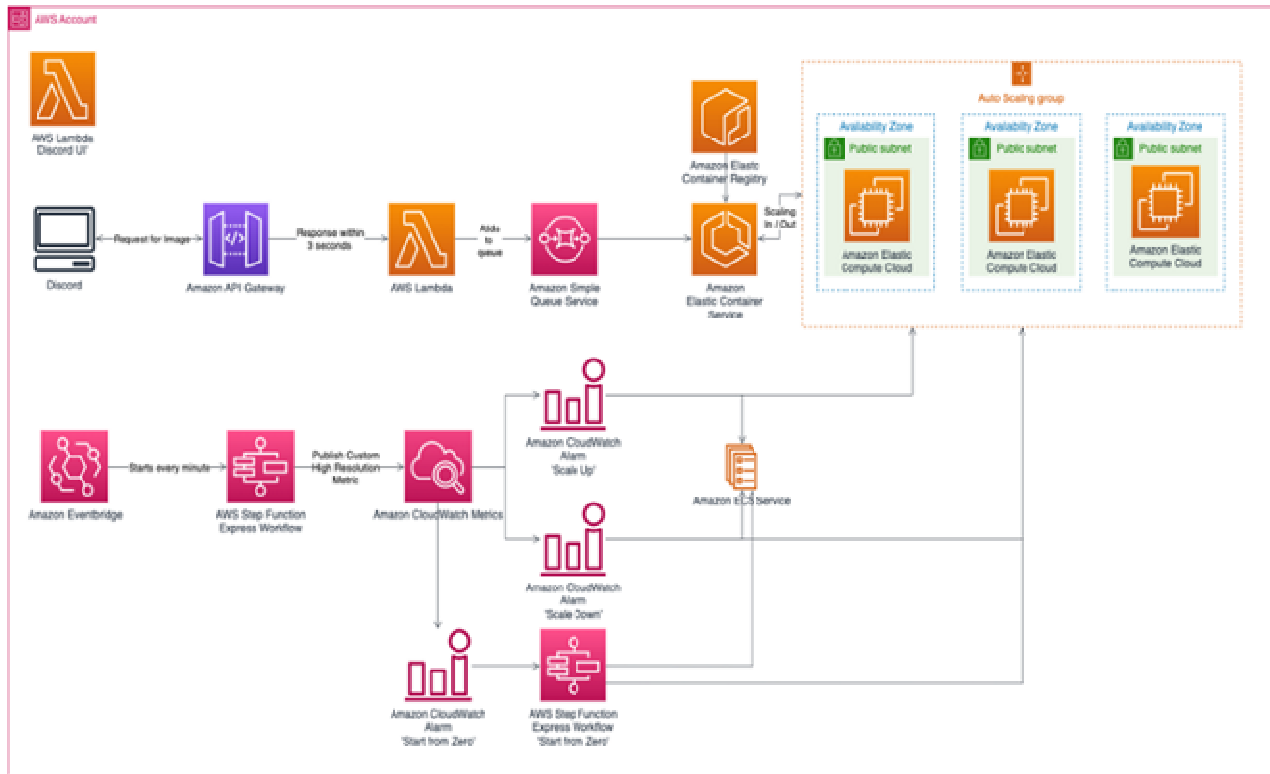 AWS Account
AWS Lambda
'Discord UI'
Amazon Elastic
Container Registry
Auto Scaling group
Availability Zone
Public subnet
Amazon Elastic
Compute Cloud
Availability Zone
Public subnet
Amazon Elastic
Compute Cloud
Availability Zone
Public subnet
Amazon Elastic
Compute Cloud
Discord
Request for Image
Amazon API Gateway
Response within
3 seconds
AWS Lambda
Adds
to
queue
Amazon Simple
Queue Service
Amazon
Elastic Container
Service
Scaling
In / Out
Amazon Eventbridge
Starts every minute
AWS Step Function
Express Workflow
Publish Custom
High Resolution
Metric
Amazon CloudWatch Metrics
Amazon CloudWatch
Alarm
'Scale Up'
Amazon ECS Service
Amazon CloudWatch
Alarm
'Scale Down'
Amazon CloudWatch
Alarm
'Start from Zero'
AWS Step Function
Express Workflow
'Start from Zero'